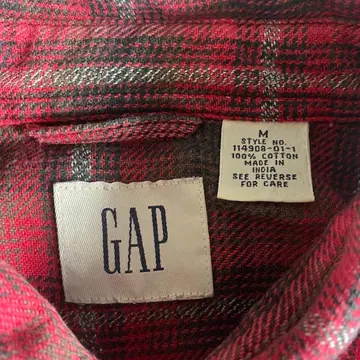 M
STYLE NO.
114908-01-1
100% COTTON
MADE IN
INDIA
SEE REVERSE
FOR CARE
GAP